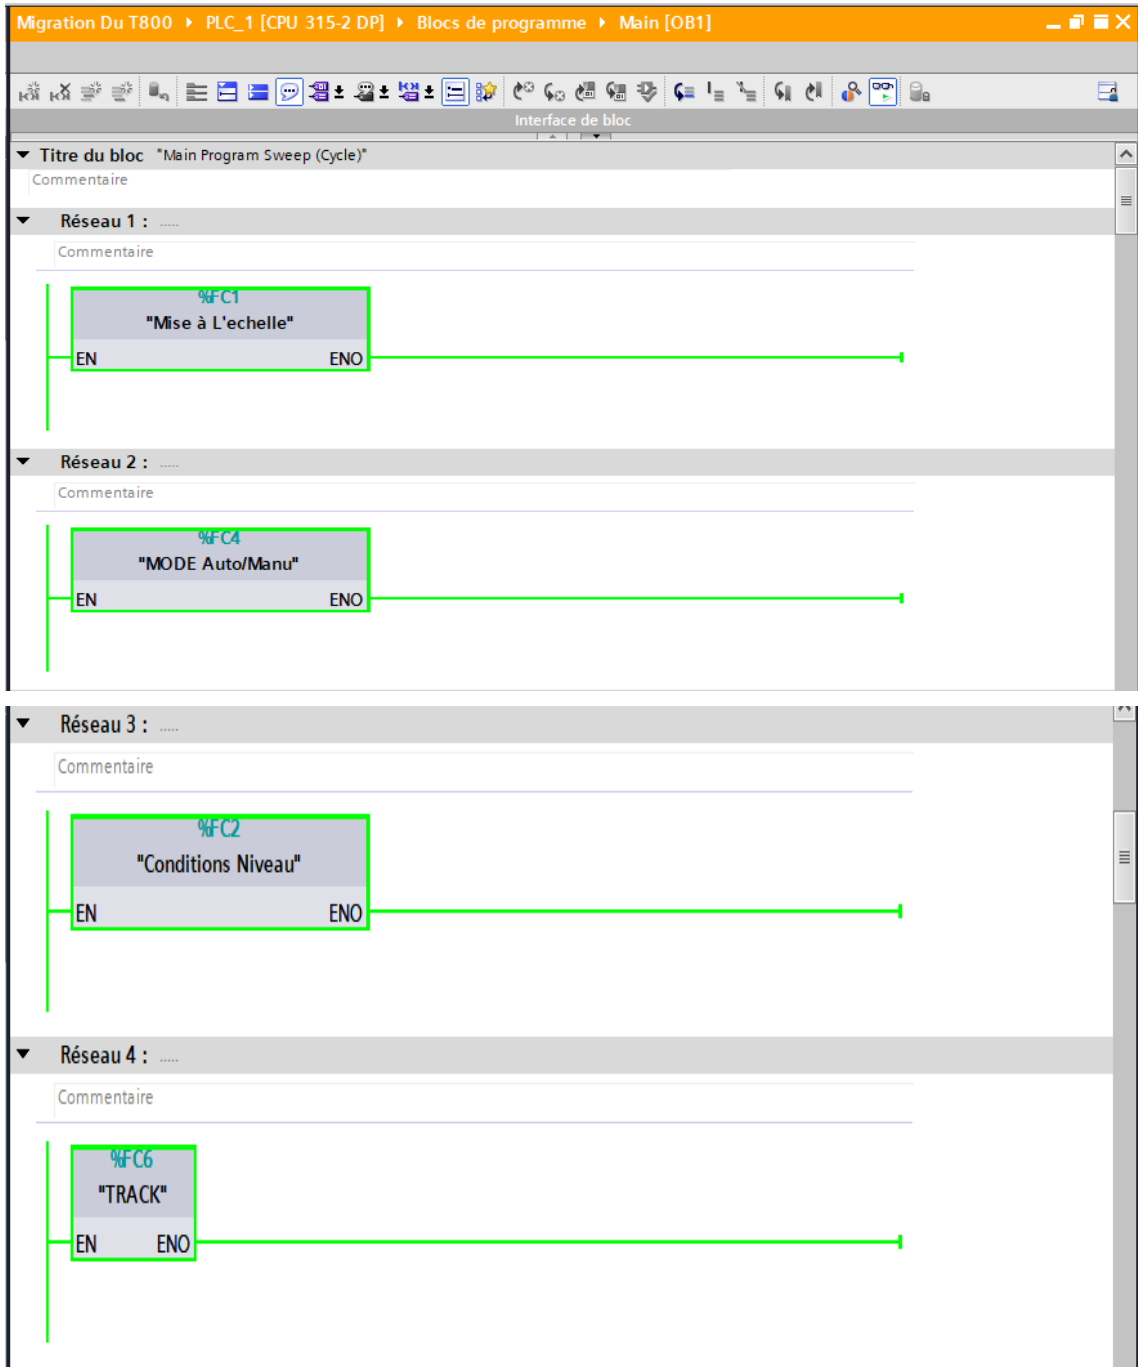 Migration Du T800 ▸ PLC_1 [CPU 315-2 DP] ▸ Blocs de programme ▸ Main [OB1]
Interface de bloc
Titre du bloc "Main Program Sweep (Cycle)"
Commentaire
Réseau 1 : .....
Commentaire
%FC1
"Mise à L'echelle"
EN ENO
Réseau 2 : .....
Commentaire
%FC4
"MODE Auto/Manu"
EN ENO
Réseau 3 : .....
Commentaire
%FC2
"Conditions Niveau"
EN ENO
Réseau 4 : .....
Commentaire
%FC6
"TRACK"
EN ENO